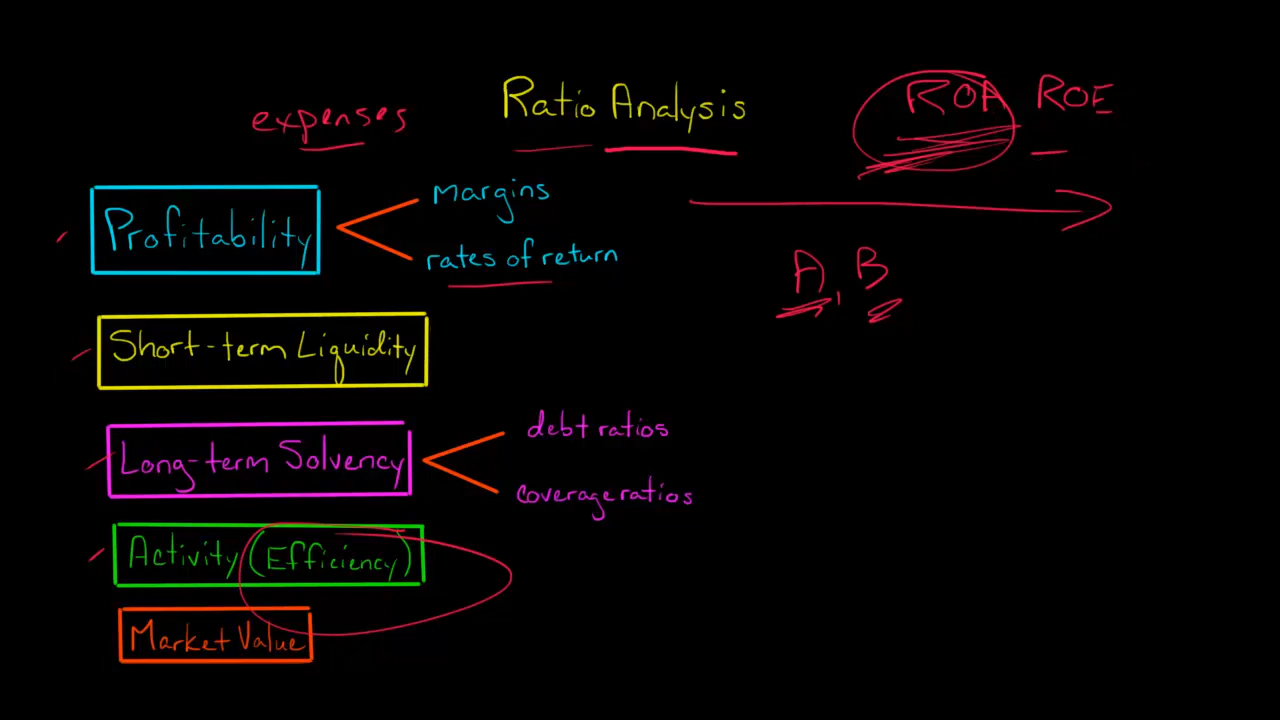 Ratio Analysis
expenses
ROA ROE
Profitability
margins
rates of return
A, B
Short-term Liquidity
Long-term Solvency
debt ratios
coverage ratios
Activity (Efficiency)
Market Value